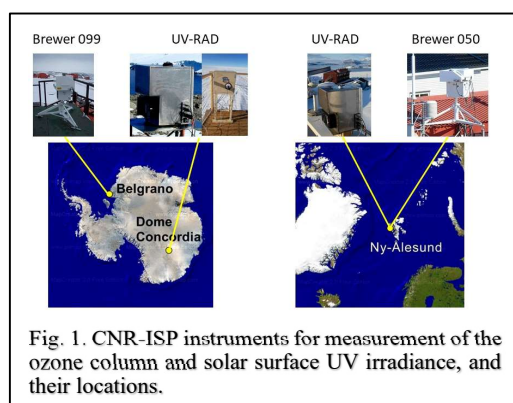 Brewer 099
UV-RAD
UV-RAD
Brewer 050
Belgrano
Dome
Concordia
Ny-Alesund
Fig. 1. CNR-ISP instruments for measurement of the
ozone column and solar surface UV irradiance, and
their locations.